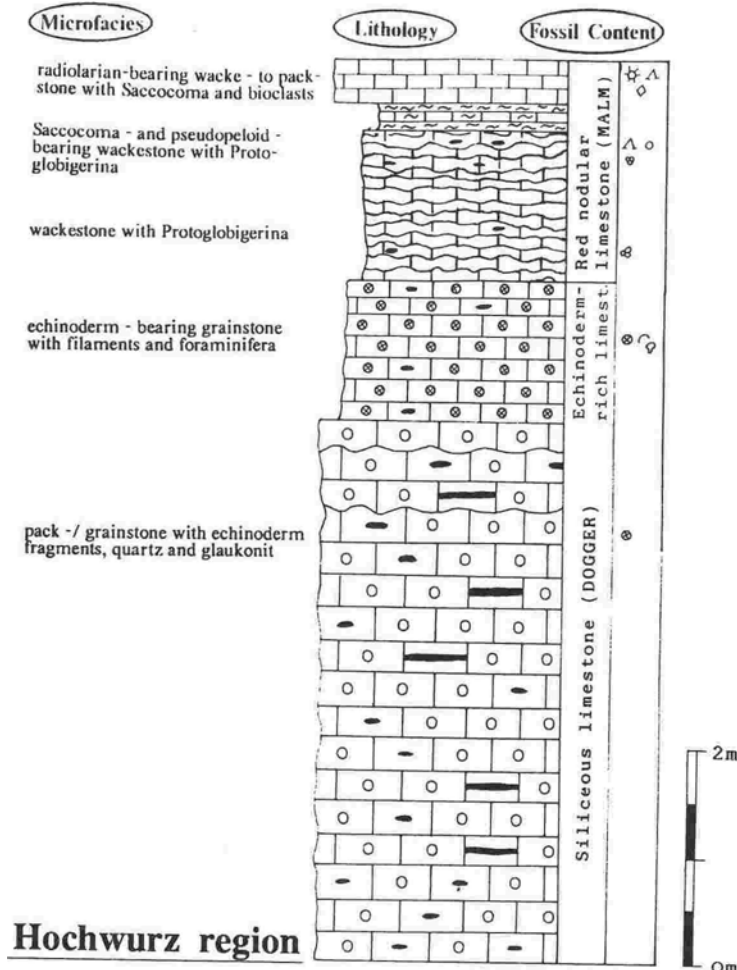 Microfacies
Lithology
Fossil Content
radiolarian-bearing wacke - to pack-
stone with Saccocoma and bioclasts
Saccocoma - and pseudopeloid -
bearing wackestone with Proto-
globigerina
wackestone with Protoglobigerina
echinoderm - bearing grainstone
with filaments and foraminifera
pack -/ grainstone with echinoderm
fragments, quartz and glaukonit
Red nodular
limestone (MALM)
Echinoderm-
rich limest.
Siliceous limestone (DOGGER)
2m
0m
Hochwurz region